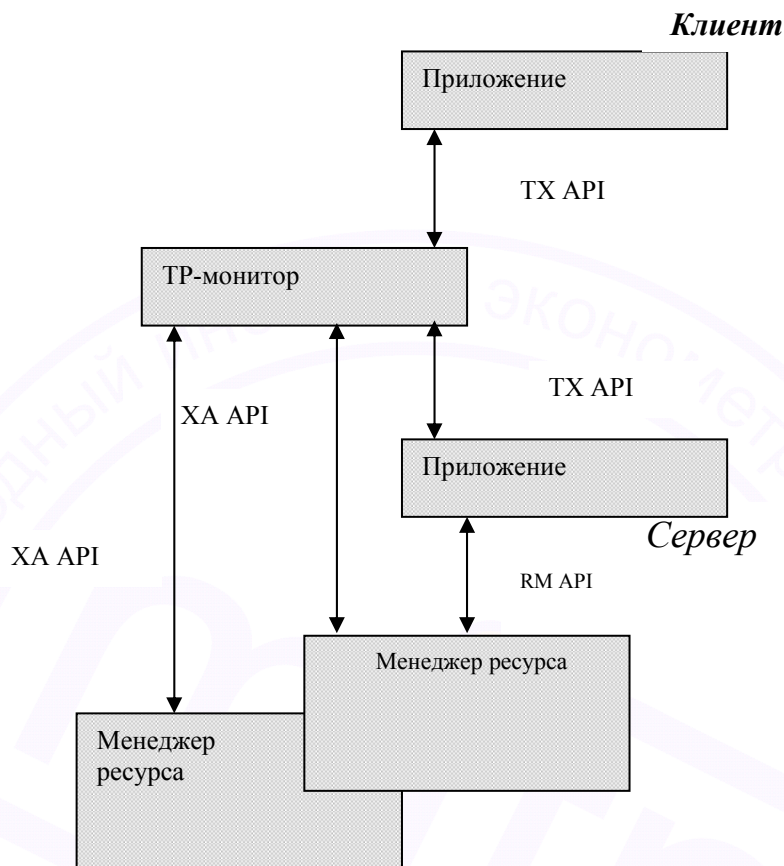 Клиент
Приложение
TX API
ТР-монитор
TX API
XA API
Приложение
Сервер
XA API
RM API
Менеджер ресурса
Менеджер
ресурса